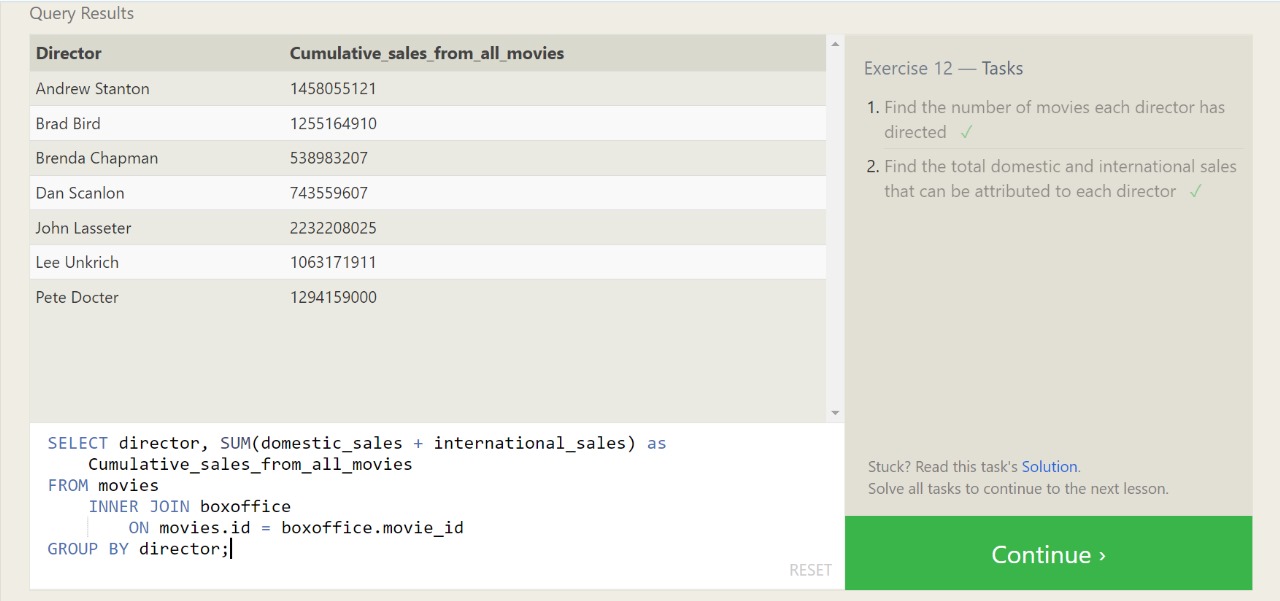 Query Results
Director Cumulative_sales_from_all_movies
Andrew Stanton 1458055121
Brad Bird 1255164910
Brenda Chapman 538983207
Dan Scanlon 743559607
John Lasseter 2232208025
Lee Unkrich 1063171911
Pete Docter 1294159000
SELECT director, SUM(domestic_sales + international_sales) as
Cumulative_sales_from_all_movies
FROM movies
INNER JOIN boxoffice
ON movies.id = boxoffice.movie_id
GROUP BY director;
RESET
Exercise 12 — Tasks
1. Find the number of movies each director has
directed ✓
2. Find the total domestic and international sales
that can be attributed to each director ✓
Stuck? Read this task's Solution.
Solve all tasks to continue to the next lesson.
Continue ›